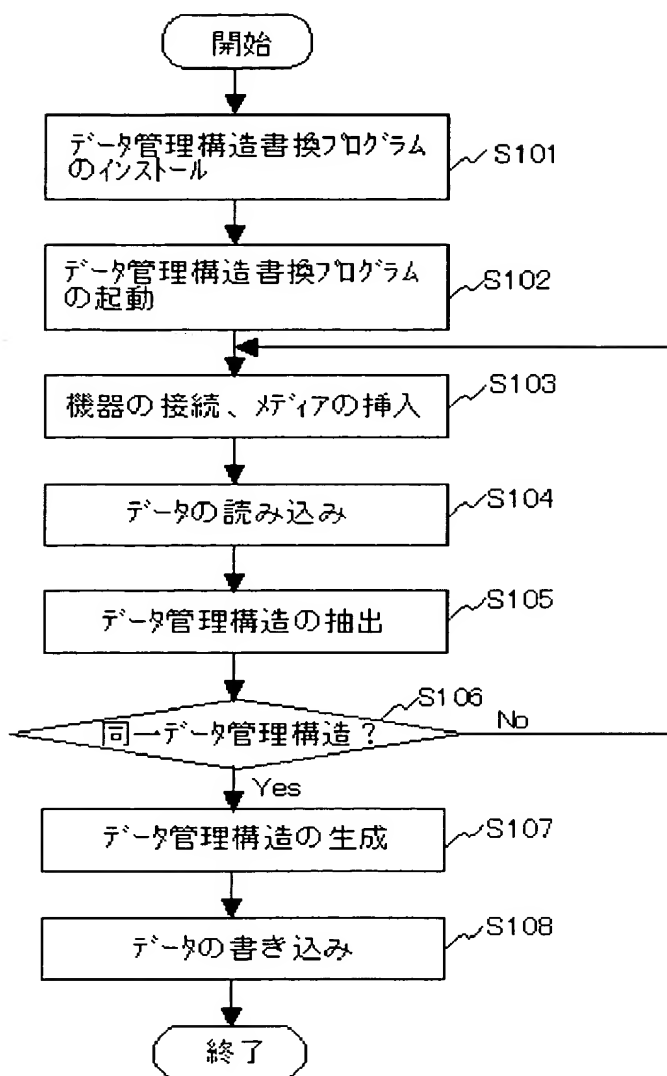 開始
データ管理構造書換プログラム
のインストール
S101
データ管理構造書換プログラム
の起動
S102
機器の接続、メディアの挿入
S103
データの読み込み
S104
データ管理構造の抽出
S105
同一データ管理構造?
S106
No
Yes
データ管理構造の生成
S107
データの書き込み
S108
終了